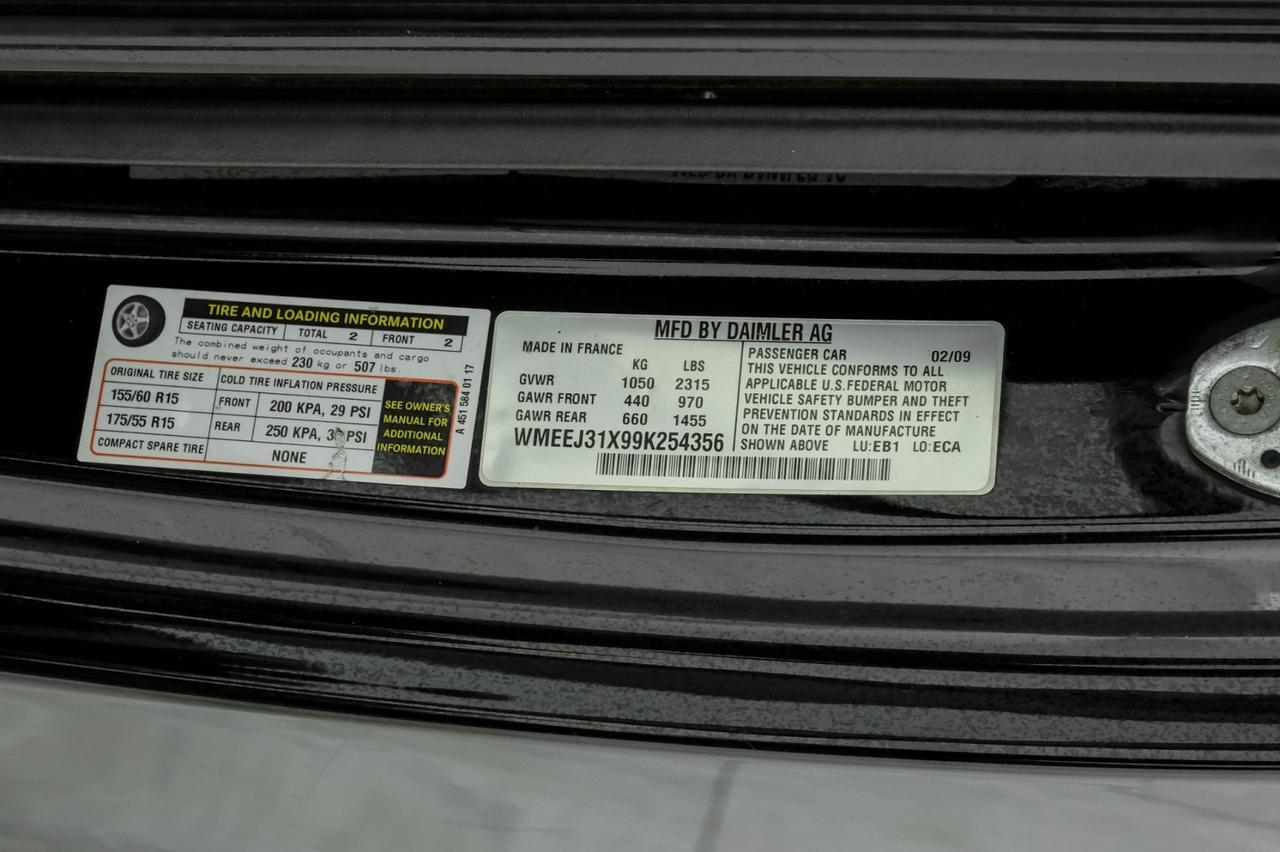 TIRE AND LOADING INFORMATION
SEATING CAPACITY TOTAL 2 FRONT 2
The combined weight of occupants and cargo
should never exceed 230 kg or 507 lbs.
ORIGINAL TIRE SIZE COLD TIRE INFLATION PRESSURE
155/60 R15 FRONT 200 KPA, 29 PSI
175/55 R15 REAR 250 KPA, PSI
COMPACT SPARE TIRE NONE
SEE OWNER'S
MANUAL FOR
ADDITIONAL
INFORMATION
A 451 584 01 17
MFD BY DAIMLER AG
MADE IN FRANCE
KG LBS
GVWR 1050 2315
GAWR FRONT 440 970
GAWR REAR 660 1455
WMEEJ31X99K254356
PASSENGER CAR 02/09
THIS VEHICLE CONFORMS TO ALL
APPLICABLE U.S.FEDERAL MOTOR
VEHICLE SAFETY BUMPER AND THEFT
PREVENTION STANDARDS IN EFFECT
ON THE DATE OF MANUFACTURE
SHOWN ABOVE LU:EB1 LO:ECA